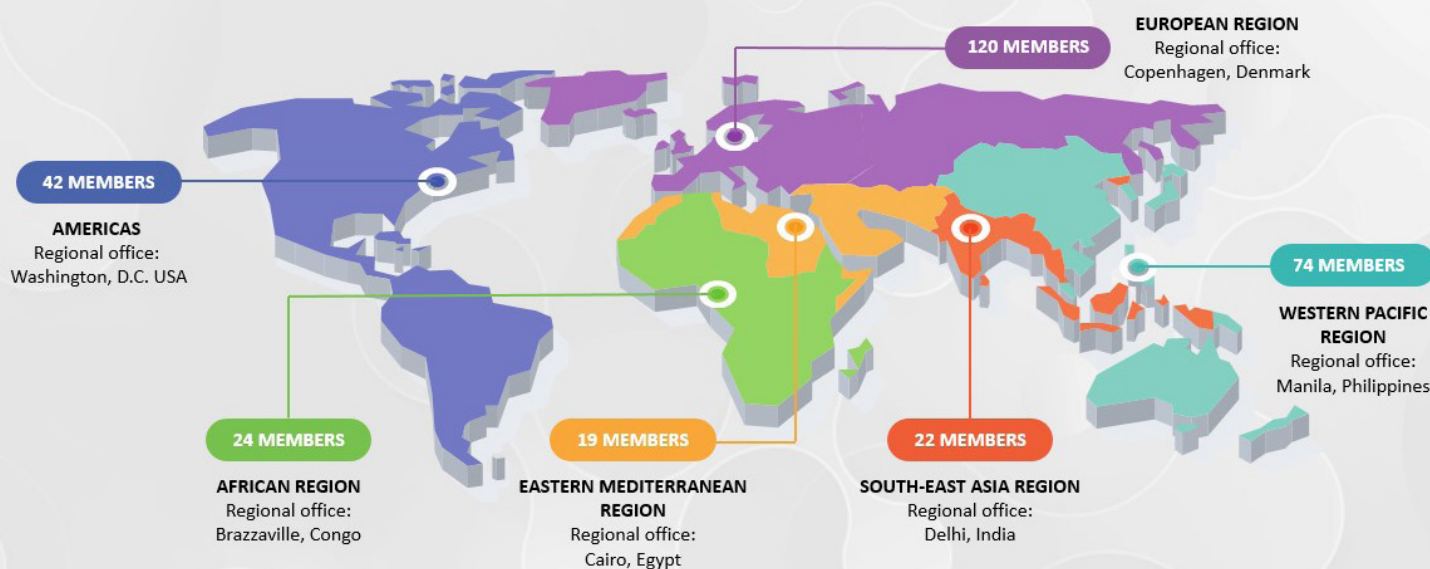 120 MEMBERS
EUROPEAN REGION
Regional office:
Copenhagen, Denmark
42 MEMBERS
AMERICAS
Regional office:
Washington, D.C. USA
74 MEMBERS
WESTERN PACIFIC
REGION
Regional office:
Manila, Philippines
24 MEMBERS
AFRICAN REGION
Regional office:
Brazzaville, Congo
19 MEMBERS
EASTERN MEDITERRANEAN
REGION
Regional office:
Cairo, Egypt
22 MEMBERS
SOUTH-EAST ASIA REGION
Regional office:
Delhi, India